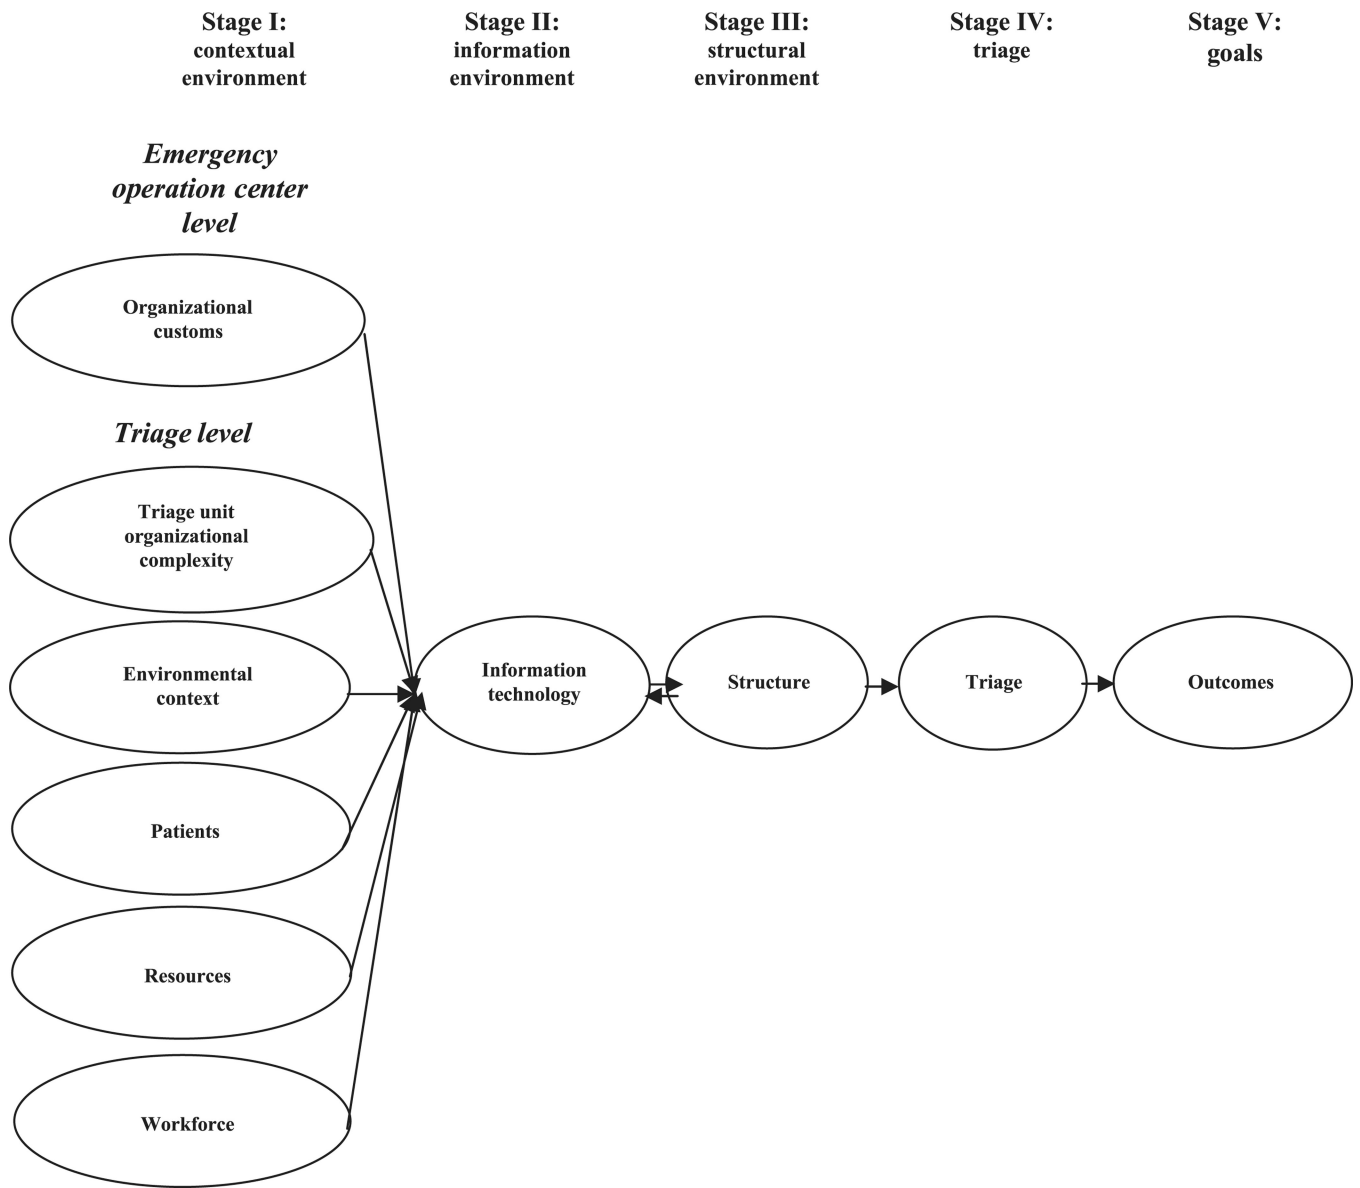 Stage I:
contextual
environment
Stage II:
information
environment
Stage III:
structural
environment
Stage IV:
triage
Stage V:
goals
Emergency
operation center
level
Organizational
customs
Triage level
Triage unit
organizational
complexity
Environmental
context
Patients
Resources
Workforce
Information
technology
Structure
Triage
Outcomes